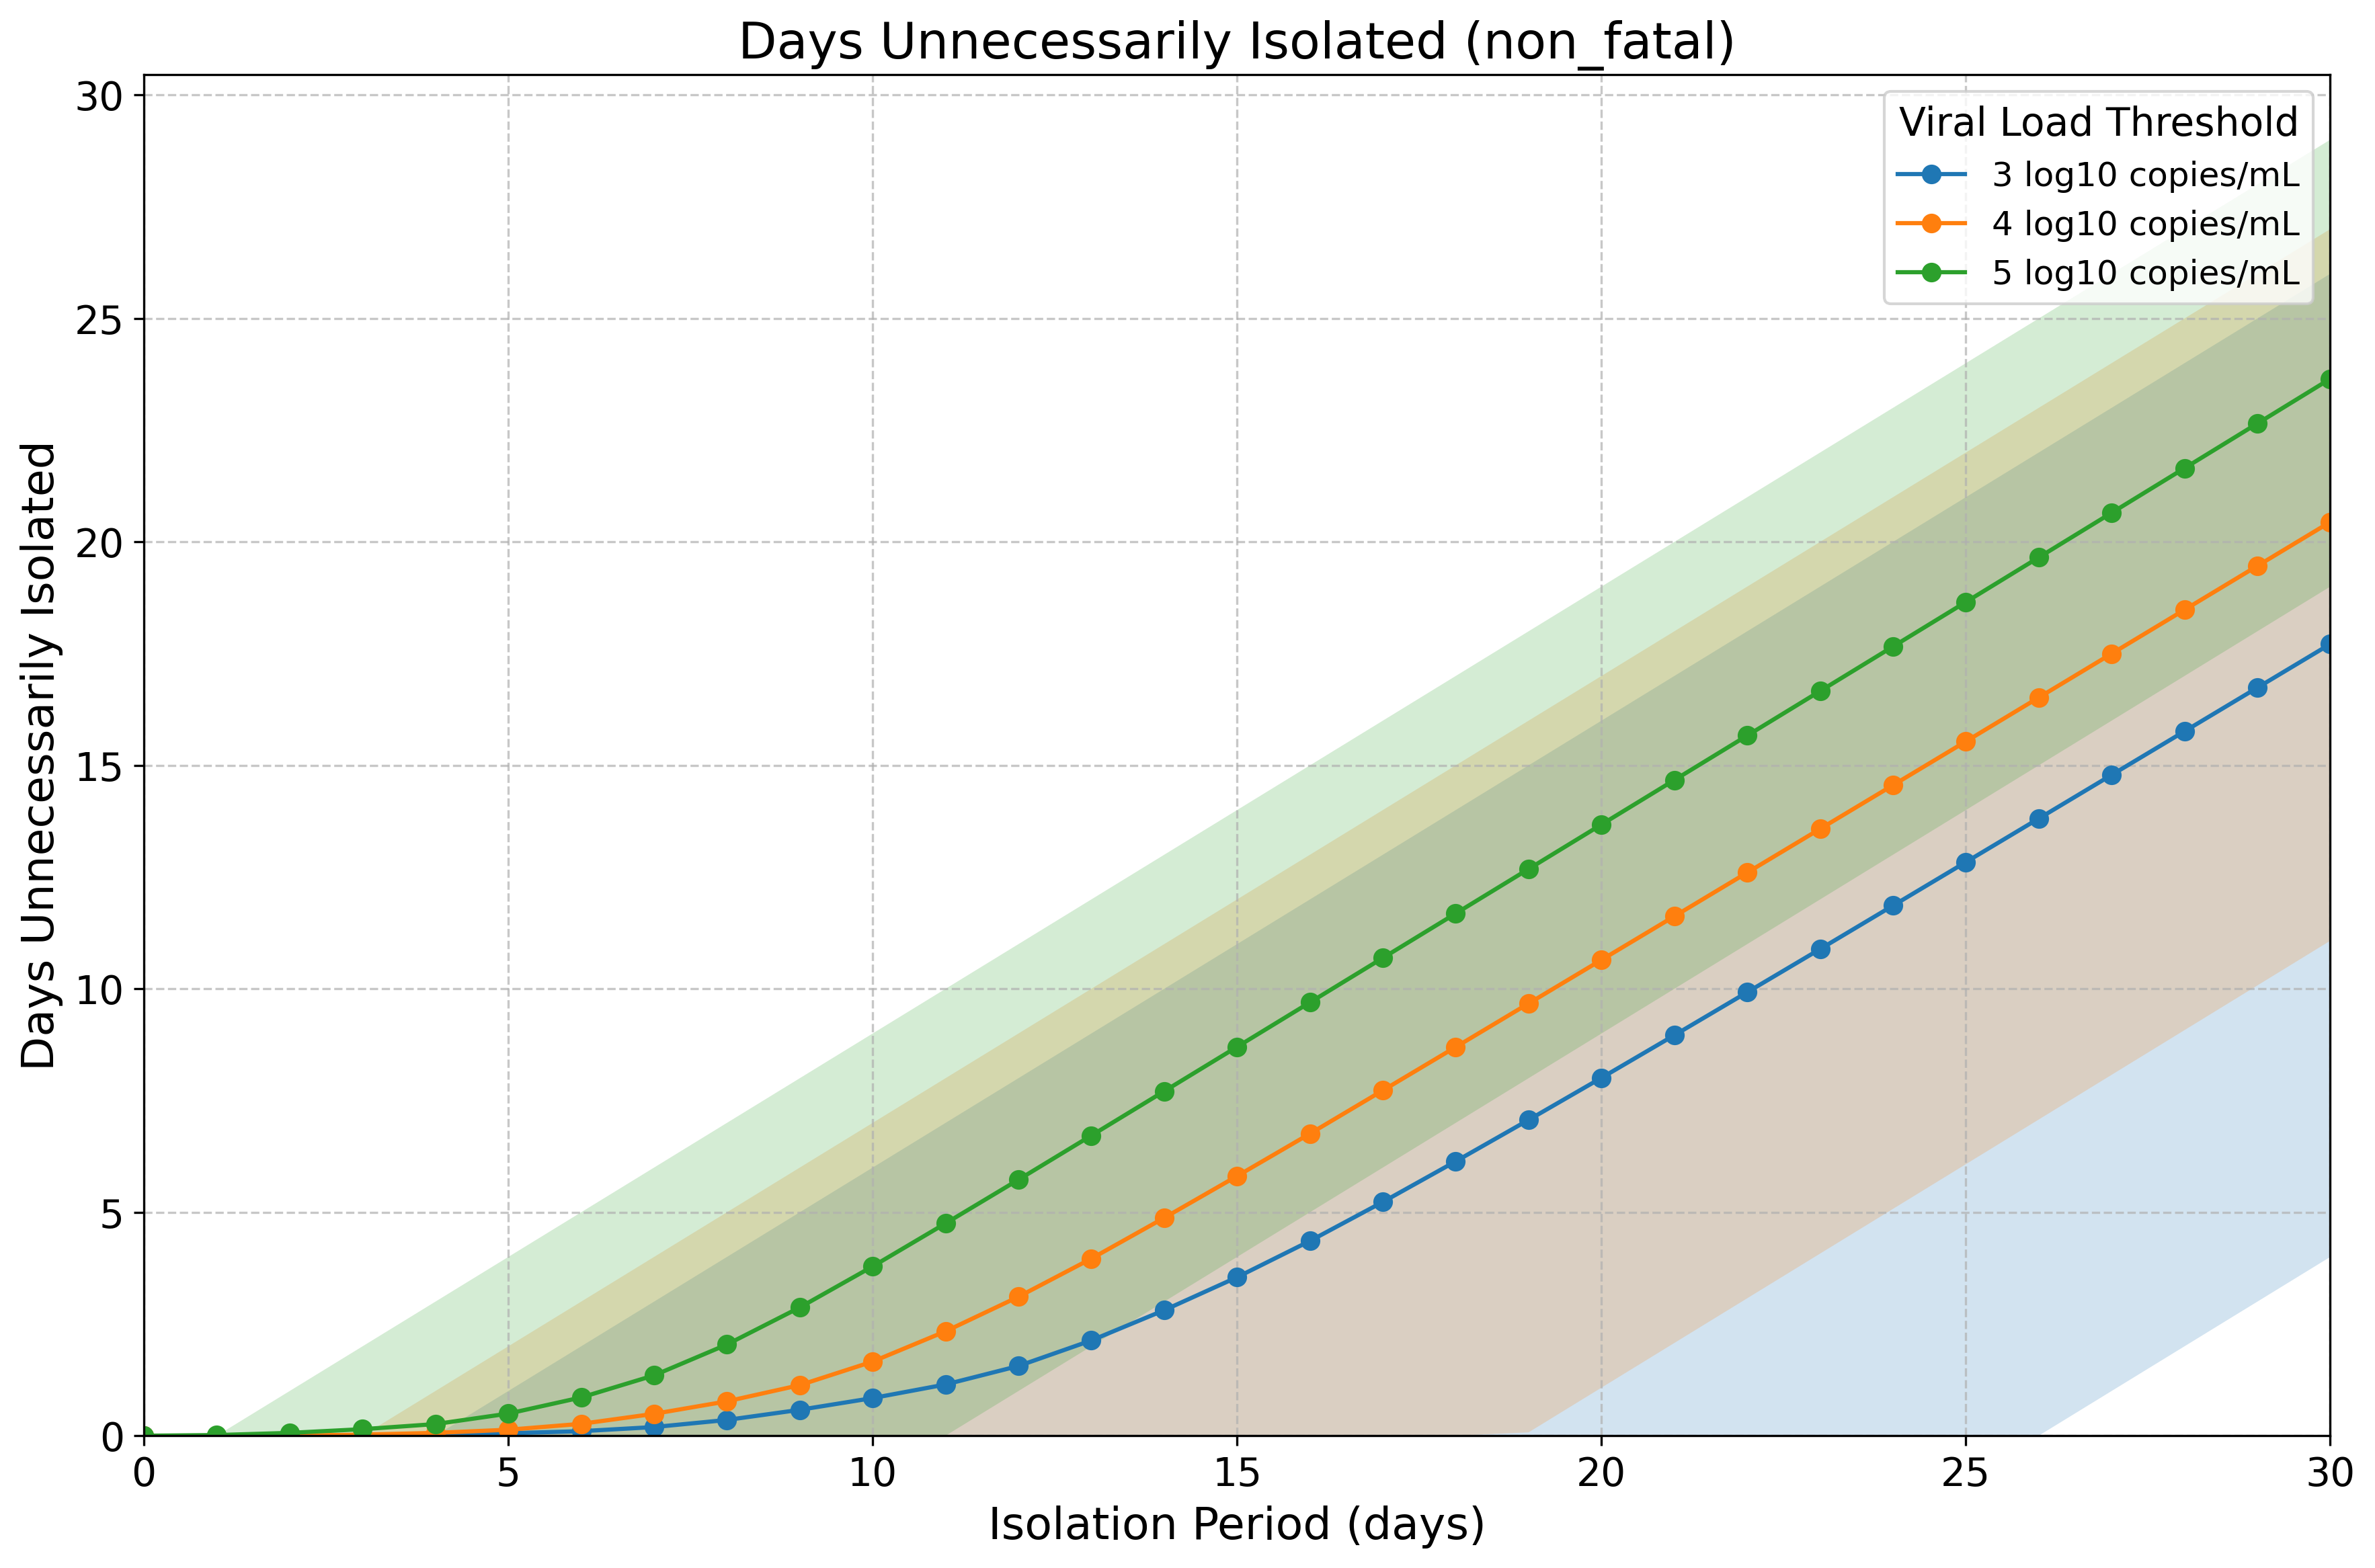 Days Unnecessarily Isolated (non_fatal)
30
25
20
15
10
5
0
Days Unnecessarily Isolated
Viral Load Threshold
3 log10 copies/mL
4 log10 copies/mL
5 log10 copies/mL
0 5 10 15 20 25 30
Isolation Period (days)